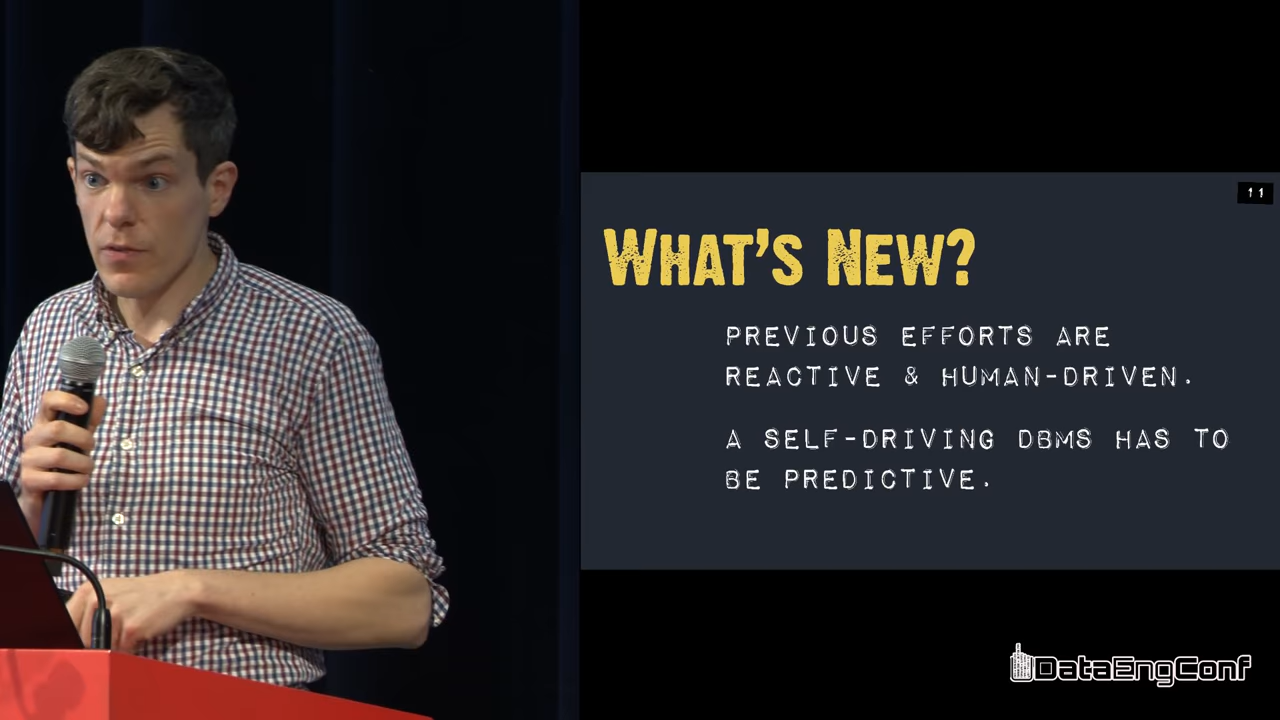 11
WHAT'S NEW?
PREVIOUS EFFORTS ARE
REACTIVE & HUMAN-DRIVEN.
A SELF-DRIVING DBMS HAS TO
BE PREDICTIVE.
DataEngConf